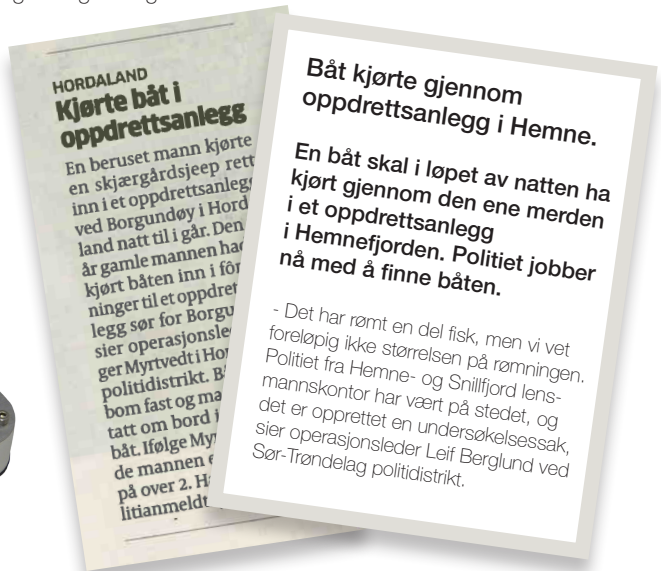 HORDALAND
Kjørte båt i
oppdrettsanlegg
En beruset mann kjørte
en skjærgårdsjeep rett
inn i et oppdrettsanlegg
ved Borgundøy i Hord
land natt til i går. Den
år gamle mannen had
kjørt båten inn i fôr
ninger til et oppdret
legg sør for Borgu
sier operasjonsle
ger Myrtvedt i Ho
politidistrikt. B
bom fast og ma
tatt om bord i
båt. Ifølge My
de mannen
på over 2. H
litianmeldt
Båt kjørte gjennom
oppdrettsanlegg i Hemne.
En båt skal i løpet av natten ha
kjørt gjennom den ene merden
i et oppdrettsanlegg
i Hemnefjorden. Politiet jobber
nå med å finne båten.
- Det har rømt en del fisk, men vi vet
foreløpig ikke størrelsen på rømningen.
Politiet fra Hemne- og Snillfjord lens-
mannskontor har vært på stedet, og
det er opprettet en undersøkelsessak,
sier operasjonsleder Leif Berglund ved
Sør-Trøndelag politidistrikt.